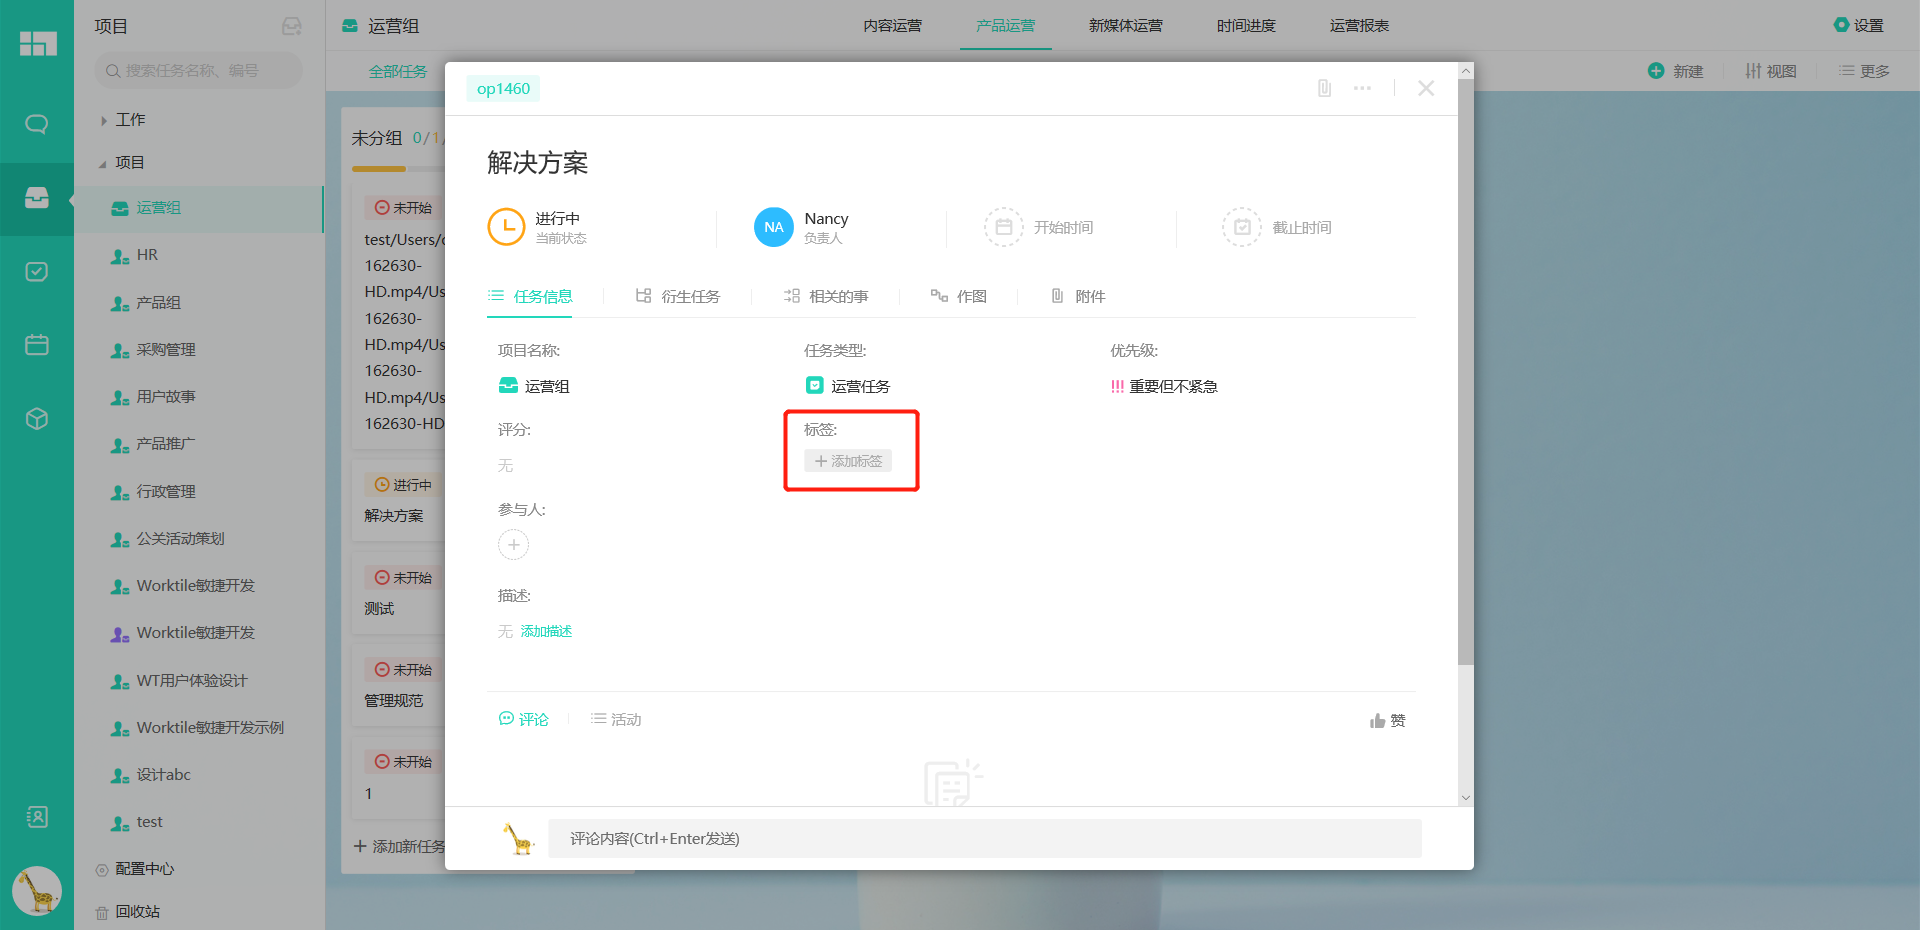 项目
搜索任务名称、编号
工作
项目
运营组
HR
产品组
采购管理
用户故事
产品推广
行政管理
公关活动策划
Worktile敏捷开发
Worktile敏捷开发
WT用户体验设计
Worktile敏捷开发示例
设计abc
test
配置中心
回收站
运营组
内容运营 产品运营 新媒体运营 时间进度 运营报表
设置
全部任务
新建 视图 更多
未分组 0/1/
未开始
test/Users/
162630-
HD.mp4/Us
162630-
HD.mp4/Us
162630-
HD.mp4/Us
162630-HD
进行中
解决方案
未开始
测试
未开始
管理规范
未开始
1
添加新任务
op1460
解决方案
进行中
当前状态
NA
Nancy
负责人
开始时间
截止时间
任务信息 衍生任务 相关的事 作图 附件
项目名称: 任务类型: 优先级:
运营组 运营任务 !!! 重要但不紧急
评分: 标签:
无 + 添加标签
参与人:
描述:
无 添加描述
评论 活动 赞
评论内容(Ctrl+Enter发送)